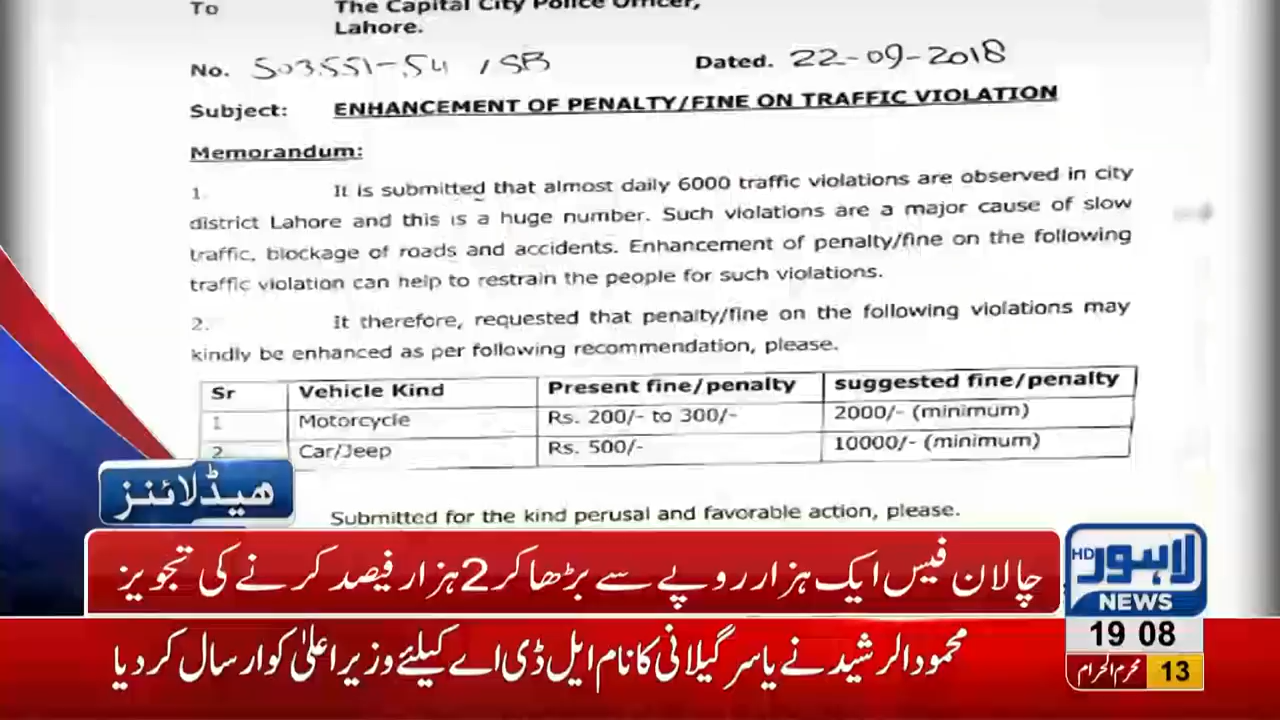 To The Capital City Police Officer,
Lahore.
No. 503551-54 /SB Dated. 22-09-2018
Subject: ENHANCEMENT OF PENALTY/FINE ON TRAFFIC VIOLATION
Memorandum:
1. It is submitted that almost daily 6000 traffic violations are observed in city
district Lahore and this is a huge number. Such violations are a major cause of slow
traffic, blockage of roads and accidents. Enhancement of penalty/fine on the following
traffic violation can help to restrain the people for such violations.
2. It therefore, requested that penalty/fine on the following violations may
kindly be enhanced as per following recommendation, please.
Sr Vehicle Kind Present fine/penalty suggested fine/penalty
1 Motorcycle Rs. 200/- to 300/- 2000/- (minimum)
2 Car/Jeep Rs. 500/- 10000/- (minimum)
Submitted for the kind perusal and favorable action, please.
ہیڈلائنز
چالان فیس ایک ہزار روپے سے بڑھا کر 2 ہزار فیصد کرنے کی تجویز
محمودالرشید نے یاسر گیلانی کا نام ایل ڈی اے کیلئے وزیراعلیٰ کو ارسال کردیا
HD لاہور
NEWS
19 08
محرم الحرام 13